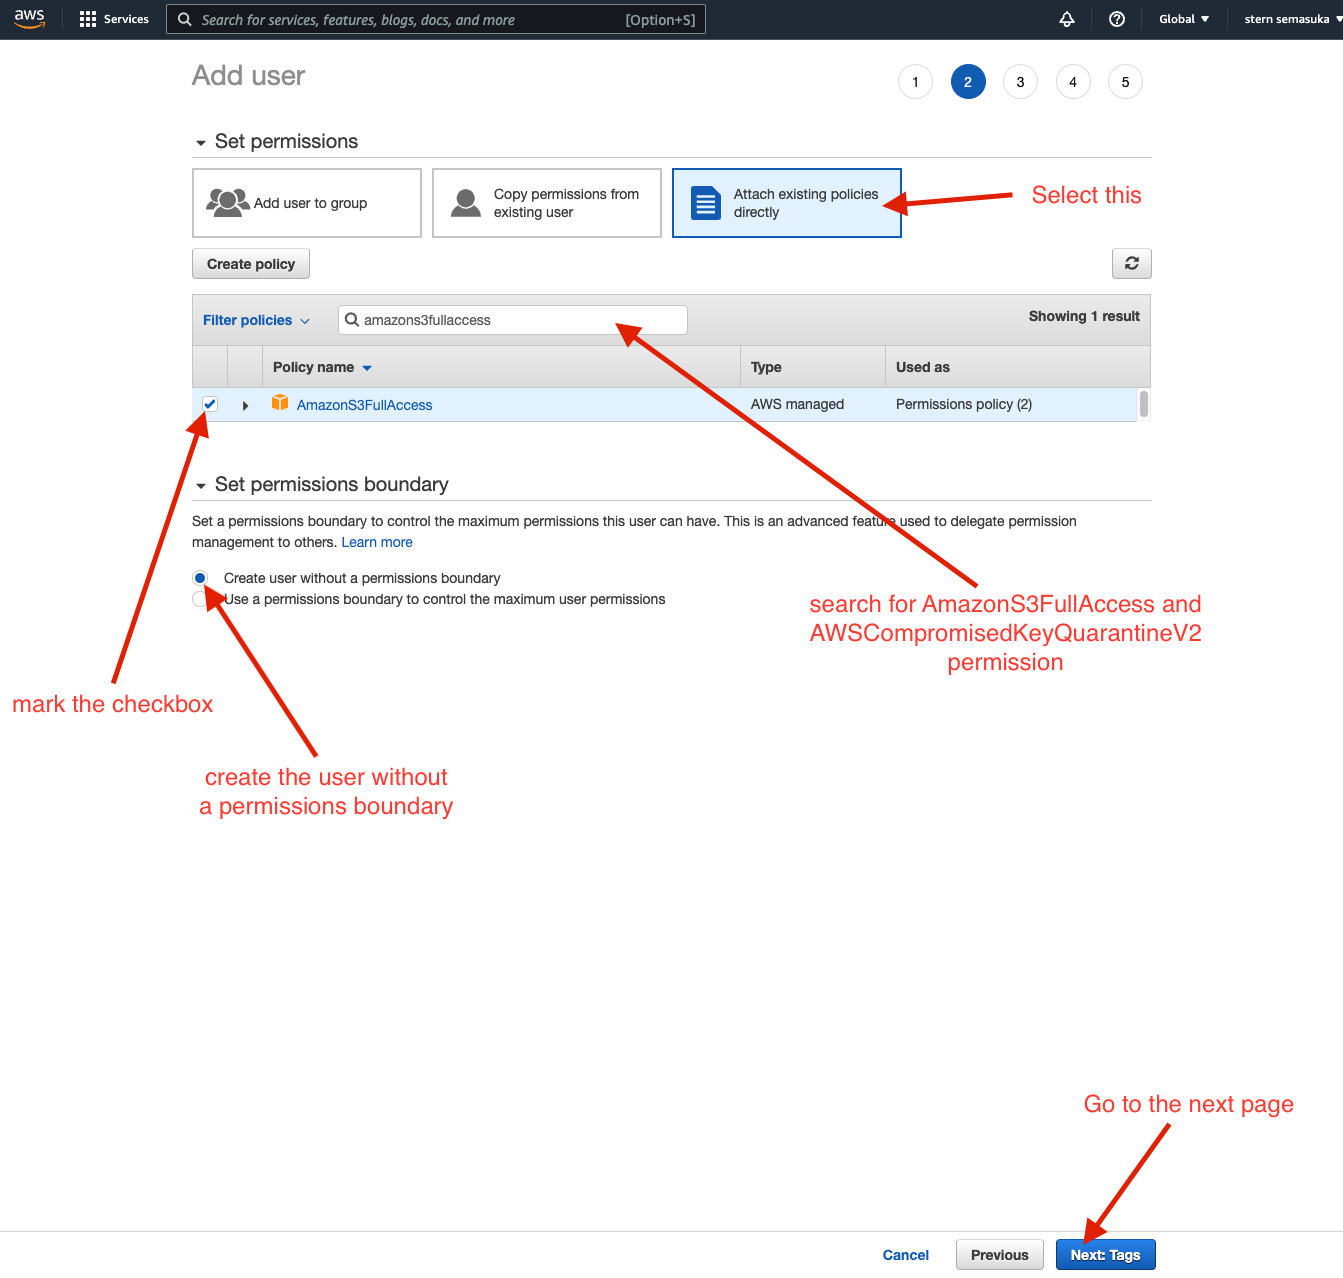 aws Services Search for services, features, blogs, docs, and more [Option+S] Global stern semasuka
Add user 1 2 3 4 5
Set permissions
Add user to group
Copy permissions from
existing user
Attach existing policies
directly
Select this
Create policy
Filter policies amazons3fullaccess Showing 1 result
Policy name Type Used as
AmazonS3FullAccess AWS managed Permissions policy (2)
Set permissions boundary
Set a permissions boundary to control the maximum permissions this user can have. This is an advanced feature used to delegate permission
management to others. Learn more
Create user without a permissions boundary
Use a permissions boundary to control the maximum user permissions
search for AmazonS3FullAccess and
AWSCompromisedKeyQuarantineV2
permission
mark the checkbox
create the user without
a permissions boundary
Go to the next page
Cancel Previous Next: Tags